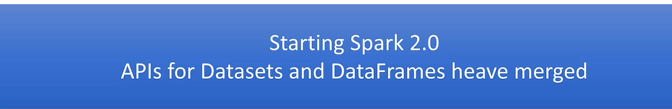 Starting Spark 2.0
APIs for Datasets and DataFrames heave merged